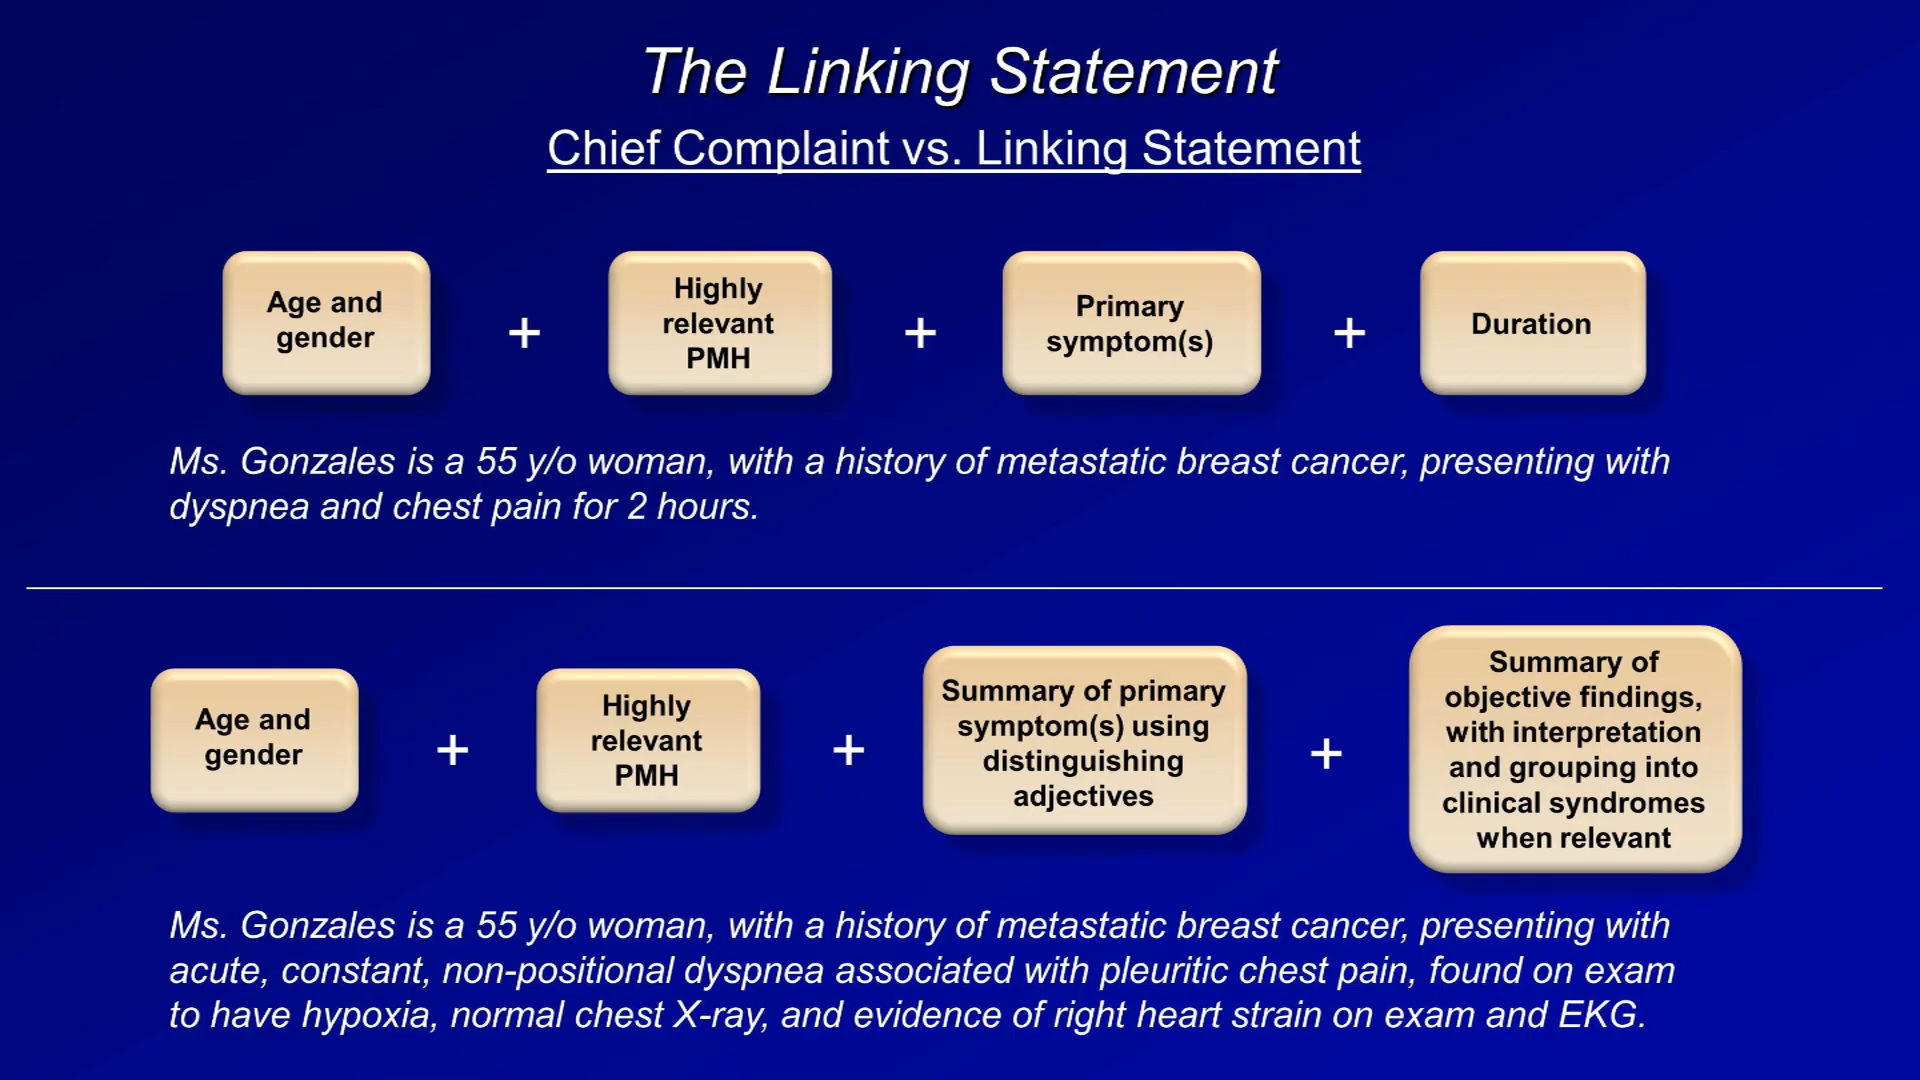 The Linking Statement
Chief Complaint vs. Linking Statement
Age and
gender
+
Highly
relevant
PMH
+
Primary
symptom(s)
+
Duration
Ms. Gonzales is a 55 y/o woman, with a history of metastatic breast cancer, presenting with
dyspnea and chest pain for 2 hours.
Age and
gender
+
Highly
relevant
PMH
+
Summary of primary
symptom(s) using
distinguishing
adjectives
+
Summary of
objective findings,
with interpretation
and grouping into
clinical syndromes
when relevant
Ms. Gonzales is a 55 y/o woman, with a history of metastatic breast cancer, presenting with
acute, constant, non-positional dyspnea associated with pleuritic chest pain, found on exam
to have hypoxia, normal chest X-ray, and evidence of right heart strain on exam and EKG.